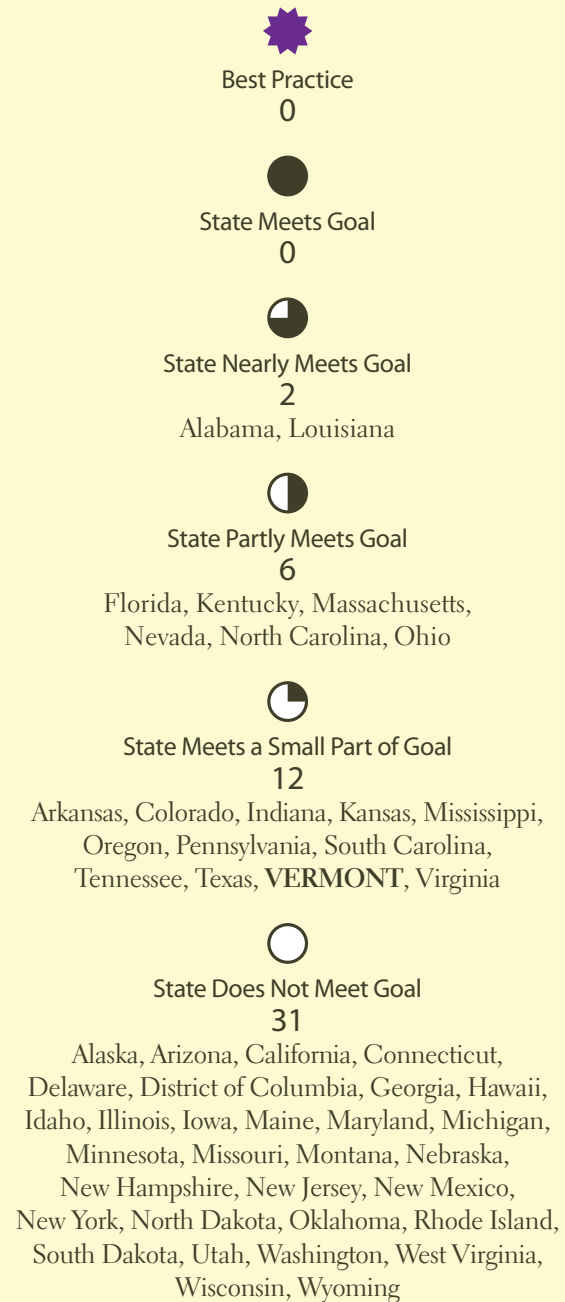 Best Practice
0
State Meets Goal
0
State Nearly Meets Goal
2
Alabama, Louisiana
State Partly Meets Goal
6
Florida, Kentucky, Massachusetts,
Nevada, North Carolina, Ohio
State Meets a Small Part of Goal
12
Arkansas, Colorado, Indiana, Kansas, Mississippi,
Oregon, Pennsylvania, South Carolina,
Tennessee, Texas, VERMONT, Virginia
State Does Not Meet Goal
31
Alaska, Arizona, California, Connecticut,
Delaware, District of Columbia, Georgia, Hawaii,
Idaho, Illinois, Iowa, Maine, Maryland, Michigan,
Minnesota, Missouri, Montana, Nebraska,
New Hampshire, New Jersey, New Mexico,
New York, North Dakota, Oklahoma, Rhode Island,
South Dakota, Utah, Washington, West Virginia,
Wisconsin, Wyoming